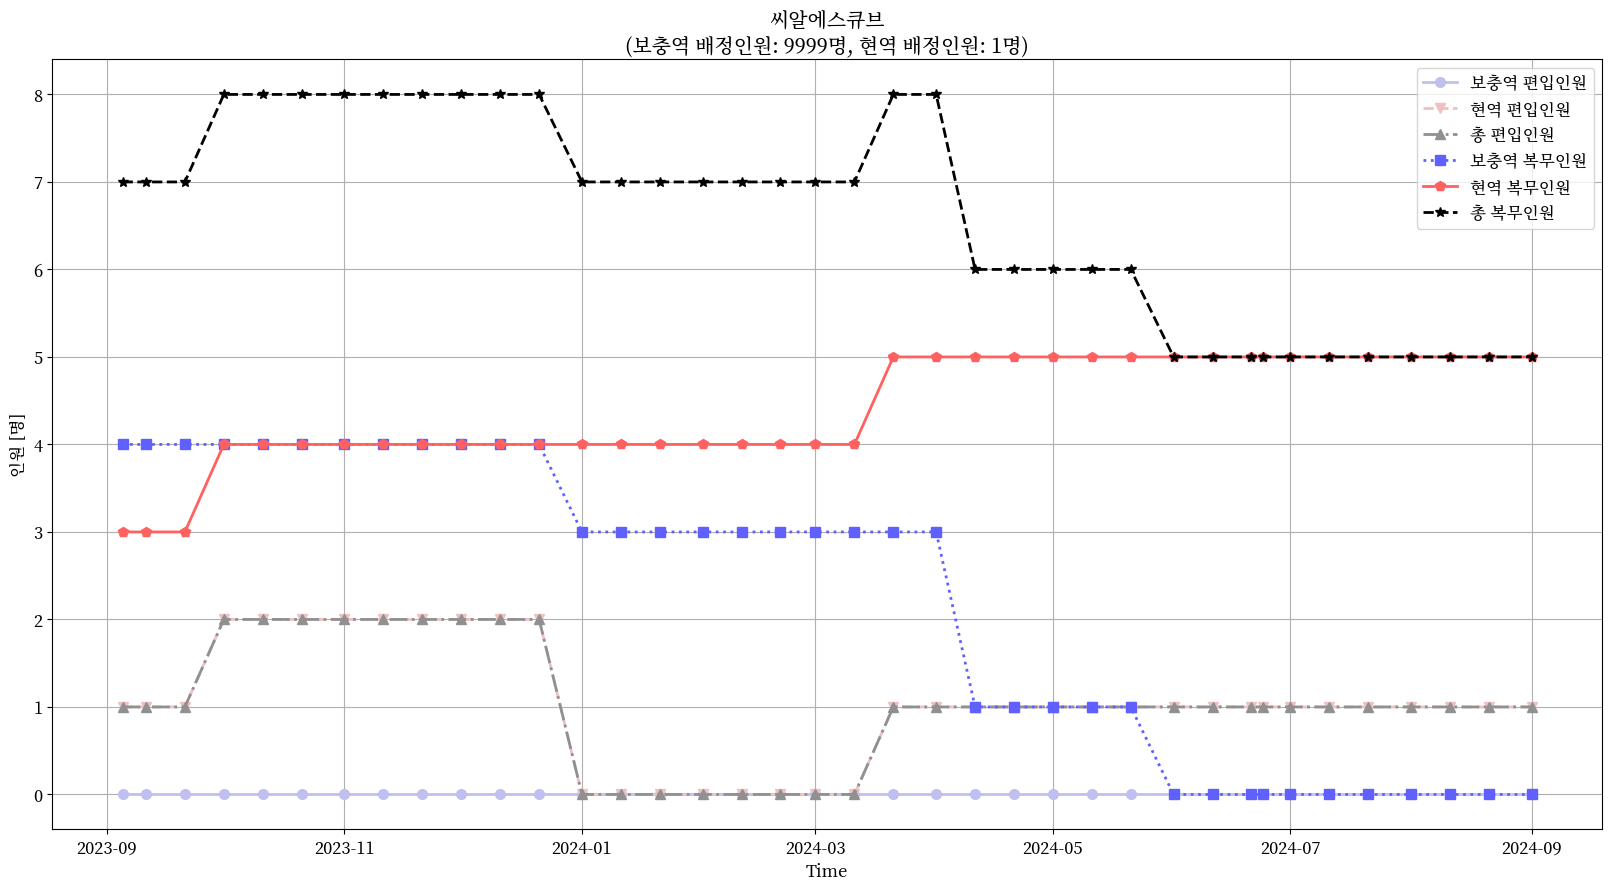 씨알에스큐브
(보충역 배정인원: 9999명, 현역 배정인원: 1명)
보충역 편입인원
현역 편입인원
총 편입인원
보충역 복무인원
현역 복무인원
총 복무인원
인원 [명]
8
7
6
5
4
3
2
1
0
2023-09
2023-11
2024-01
2024-03
2024-05
2024-07
2024-09
Time